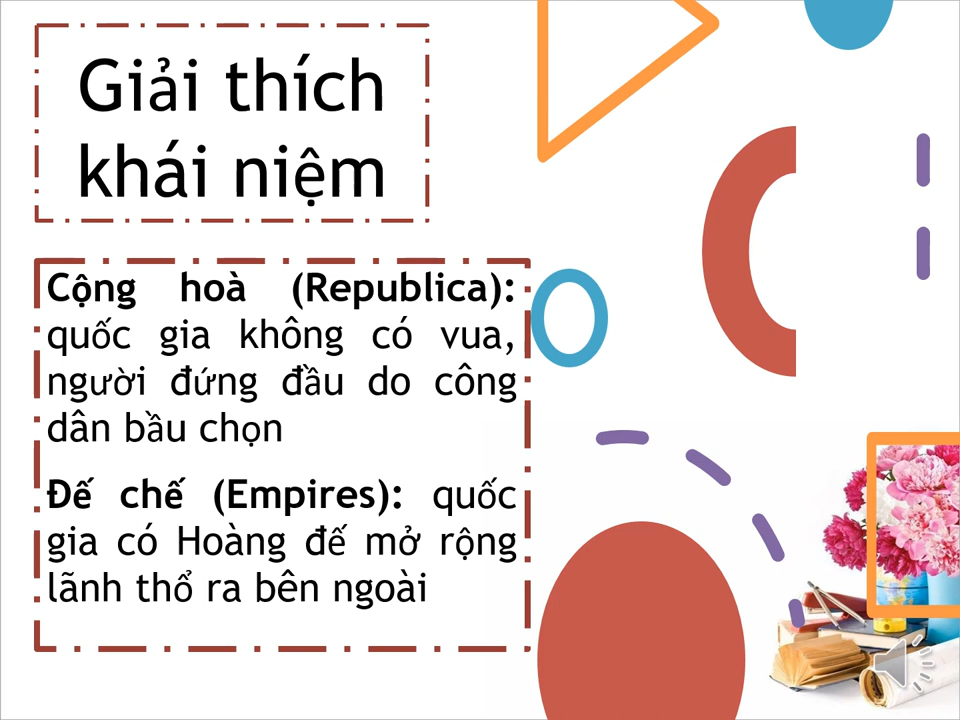 Giải thích
khái niệm
Cộng hoà (Republica):
quốc gia không có vua,
người đứng đầu do công
dân bầu chọn
Đế chế (Empires): quốc
gia có Hoàng đế mở rộng
lãnh thổ ra bên ngoài